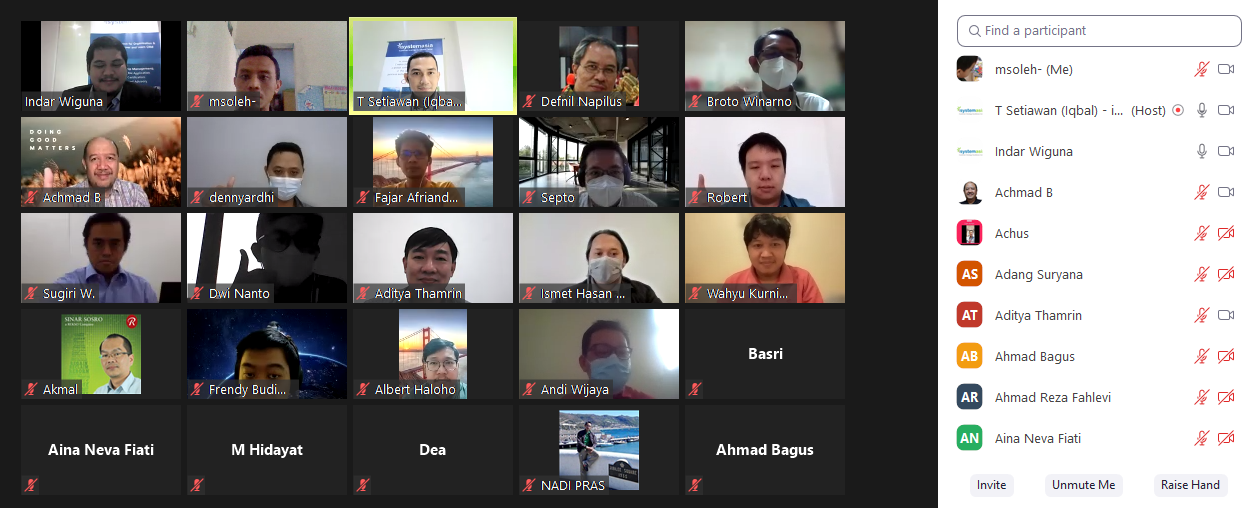 Indar Wiguna
msoleh-
systemasia
T Setiawan (Iqba...
Defnil Napilus
Broto Winarno
DOING
GOOD
MATTERS
Achmad B
dennyardhi
Fajar Afriand...
Septo
Robert
Sugiri W.
Dwi Nanto
Aditya Thamrin
Ismet Hasan ...
Wahyu Kurni...
SINAR SOSRO
R
Akmal
Frendy Budi...
Albert Haloho
Andi Wijaya
Basri
Aina Neva Fiati
M Hidayat
Dea
NADI PRAS
Ahmad Bagus
Find a participant
msoleh- (Me)
T Setiawan (Iqbal) - i... (Host)
Indar Wiguna
Achmad B
Achus
AS Adang Suryana
AT Aditya Thamrin
AB Ahmad Bagus
AR Ahmad Reza Fahlevi
AN Aina Neva Fiati
Invite Unmute Me Raise Hand